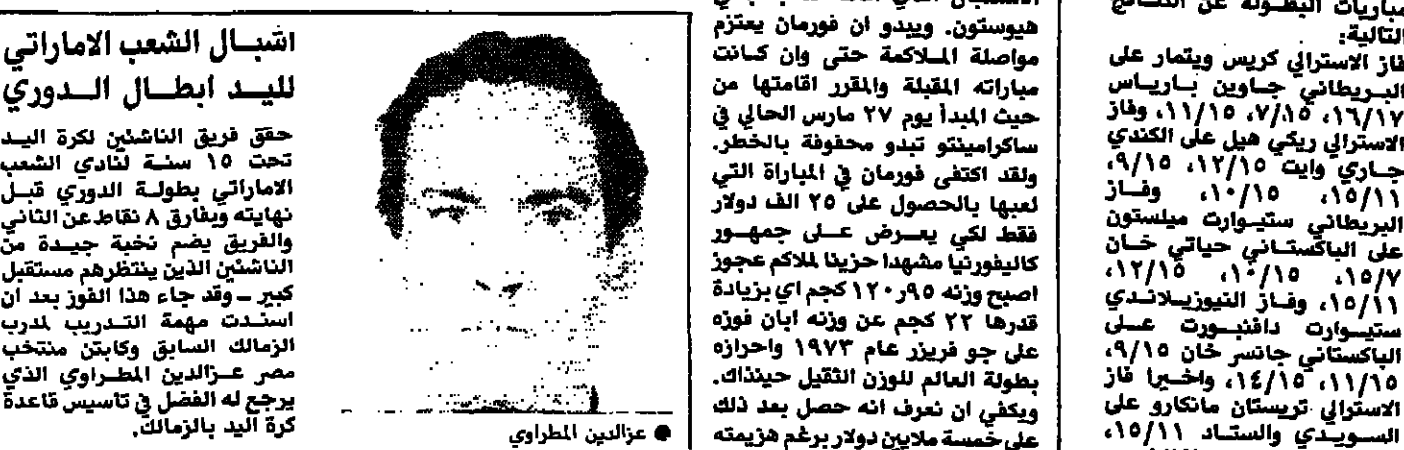 مباريات البطولة عن النتائج
التالية:
فاز الاسترالي كريس ويتمار على
البريطاني جاوين بارياس
١٦/١٧، ٧/١٥، ١١/١٥، وفاز
الاسترالي ريكي هيل على الكندي
جاري وايت ١٢/١٥، ٩/١٥،
١٥/١١، ١٠/١٥، وفاز
البريطاني ستيوارت ميلستون
على الباكستاني حياتي خان
١٥/٧، ١٠/١٥، ١٢/١٥،
١٥/١١، وفاز النيوزيلاندي
ستيوارت دافنبورت على
الباكستاني جانسر خان ٩/١٥،
١١/١٥، ١٤/١٥، واخيرا فاز
الاسترالي تريستان مانكارو على
السويدي والستاد ١٥/١١،
هيوستون. ويبدو ان فورمان يعتزم
مواصلة الملاكمة حتى وان كانت
مباراته المقبلة والمقرر اقامتها من
حيث المبدأ يوم ٢٧ مارس الحالي في
ساكرامينتو تبدو محفوفة بالخطر.
ولقد اكتفى فورمان في المباراة التي
لعبها بالحصول على ٢٥ الف دولار
فقط لكي يعرض على جمهور
كاليفورنيا مشهدا حزينا لملاكم عجوز
اصبح وزنه ٩٥ر١٢٠ كجم اي بزيادة
قدرها ٢٢ كجم عن وزنه ابان فوزه
على جو فريزر عام ١٩٧٣ واحرازه
بطولة العالم للوزن الثقيل حينذاك.
ويكفي ان نعرف انه حصل بعد ذلك
على خمسة ملايين دولار برغم هزيمته
اشبال الشعب الاماراتي
لليد ابطال الدوري
حقق فريق الناشئين لكرة اليد
تحت ١٥ سنة لنادي الشعب
الاماراتي بطولة الدوري قبل
نهايته وبفارق ٨ نقاط عن الثاني
والفريق يضم نخبة جيدة من
الناشئين الذين ينتظرهم مستقبل
كبير ــ وقد جاء هذا الفوز بعد ان
اسندت مهمة التدريب لمدرب
الزمالك السابق وكابتن منتخب
مصر عزالدين المطراوي الذي
يرجع له الفضل في تاسيس قاعدة
كرة اليد بالزمالك.
● عزالدين المطراوي